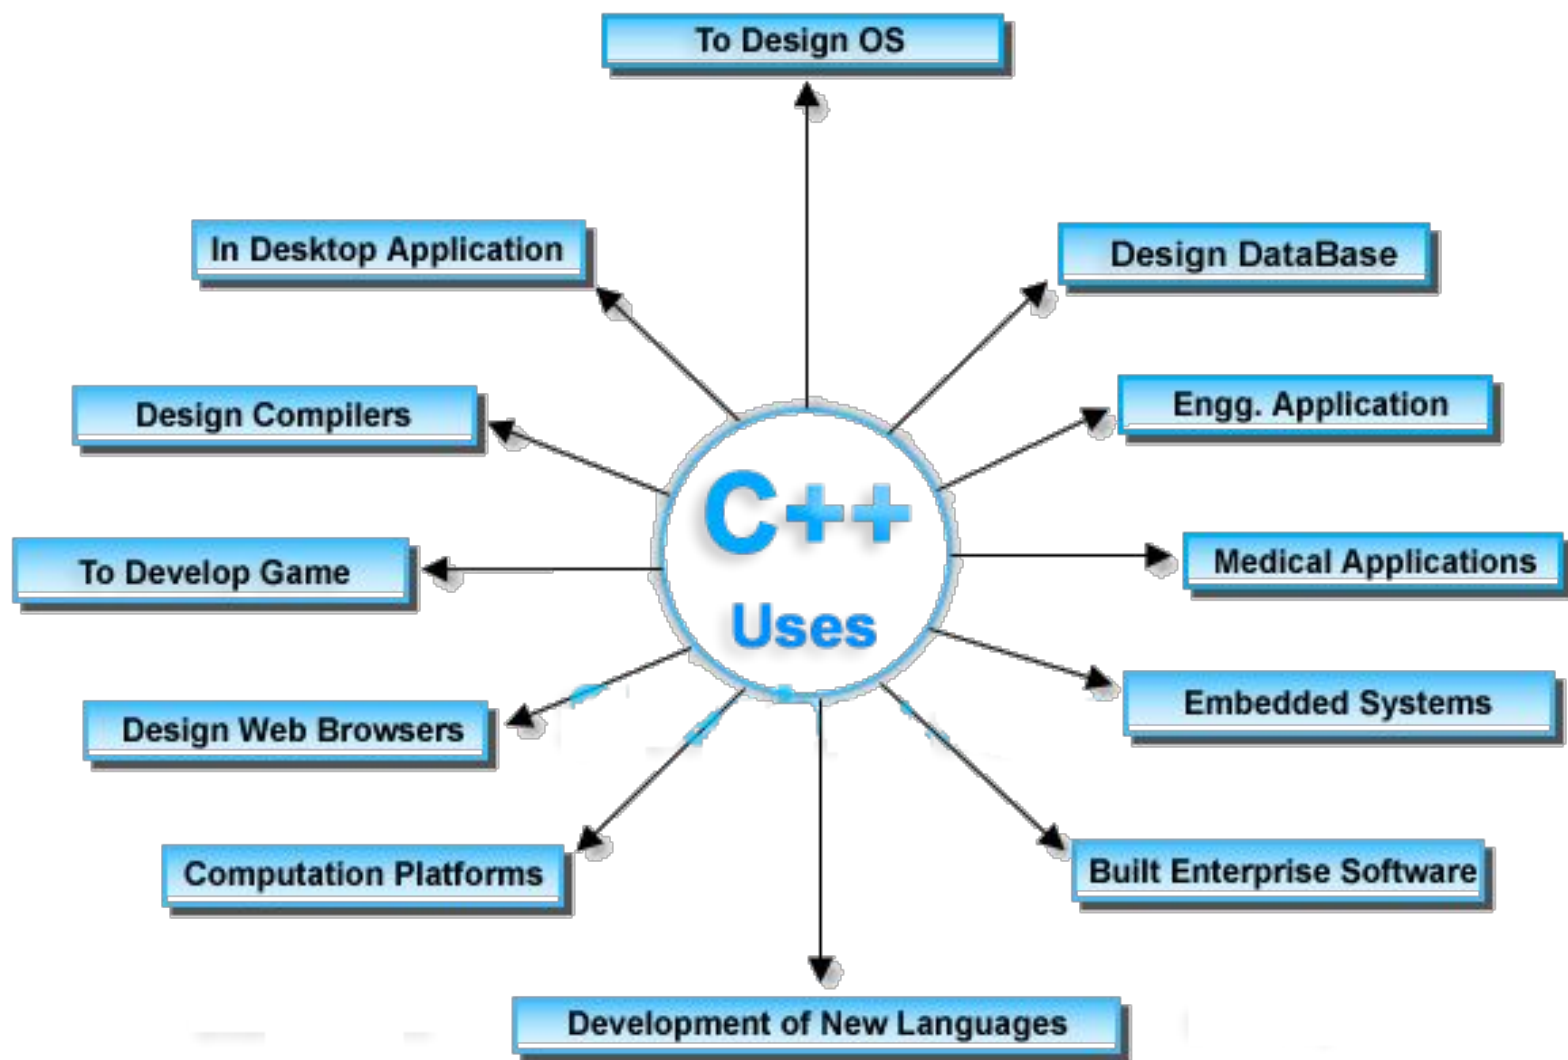 To Design OS
In Desktop Application
Design DataBase
Design Compilers
Engg. Application
C++
Uses
To Develop Game
Medical Applications
Design Web Browsers
Embedded Systems
Computation Platforms
Built Enterprise Software
Development of New Languages